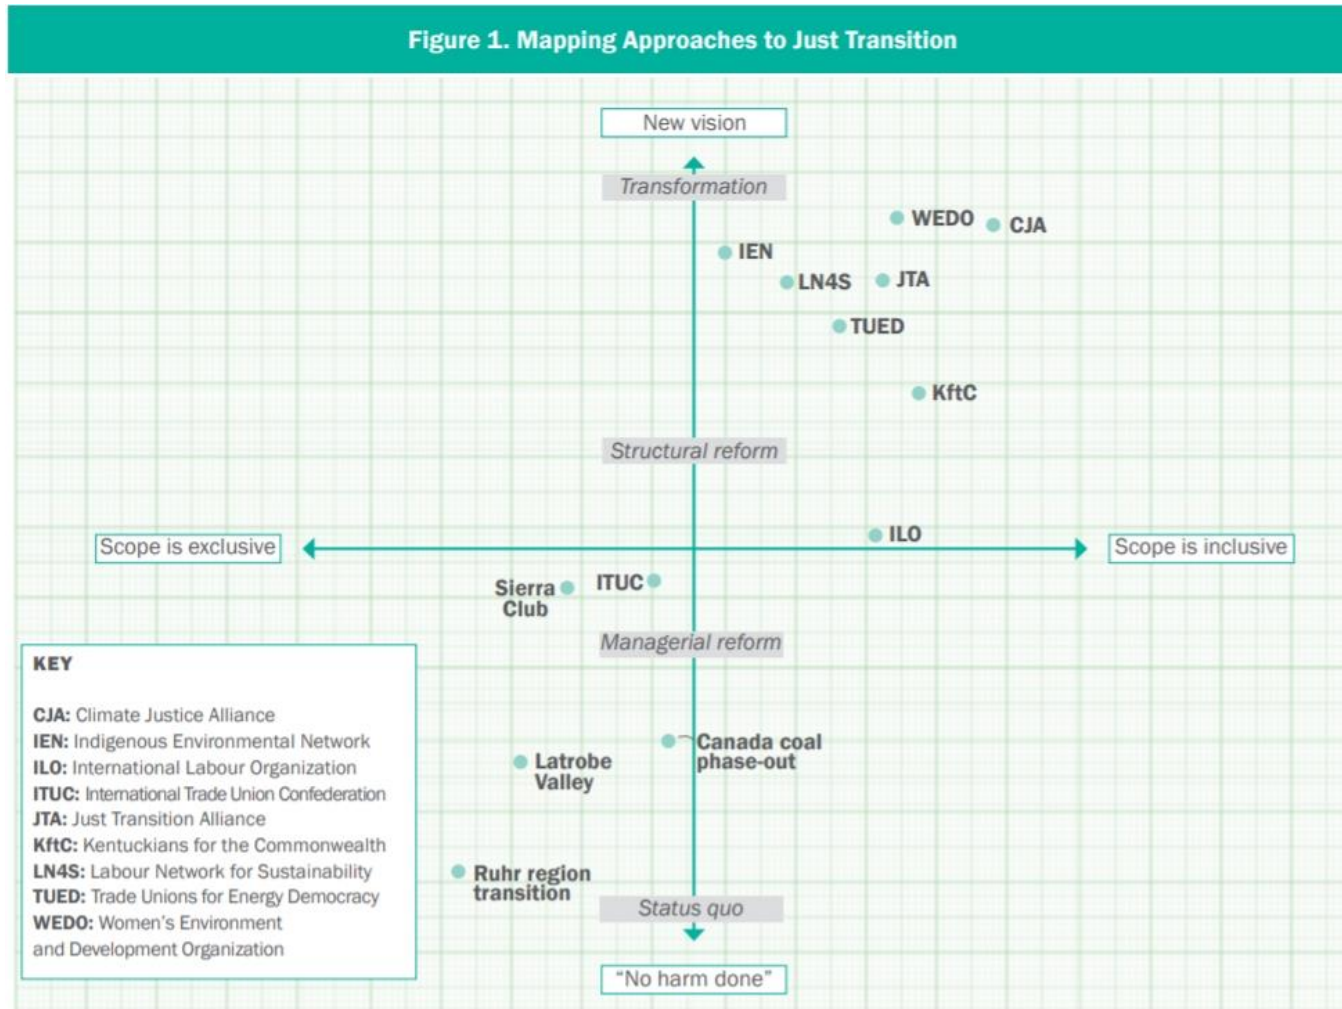 Figure 1. Mapping Approaches to Just Transition
New vision
Transformation
WEDO
CJA
IEN
LN4S
JTA
TUED
KftC
Structural reform
ILO
Scope is exclusive
Scope is inclusive
Sierra
Club
ITUC
Managerial reform
Canada coal
phase-out
Latrobe
Valley
Ruhr region
transition
Status quo
"No harm done"
KEY
CJA: Climate Justice Alliance
IEN: Indigenous Environmental Network
ILO: International Labour Organization
ITUC: International Trade Union Confederation
JTA: Just Transition Alliance
KftC: Kentuckians for the Commonwealth
LN4S: Labour Network for Sustainability
TUED: Trade Unions for Energy Democracy
WEDO: Women's Environment
and Development Organization